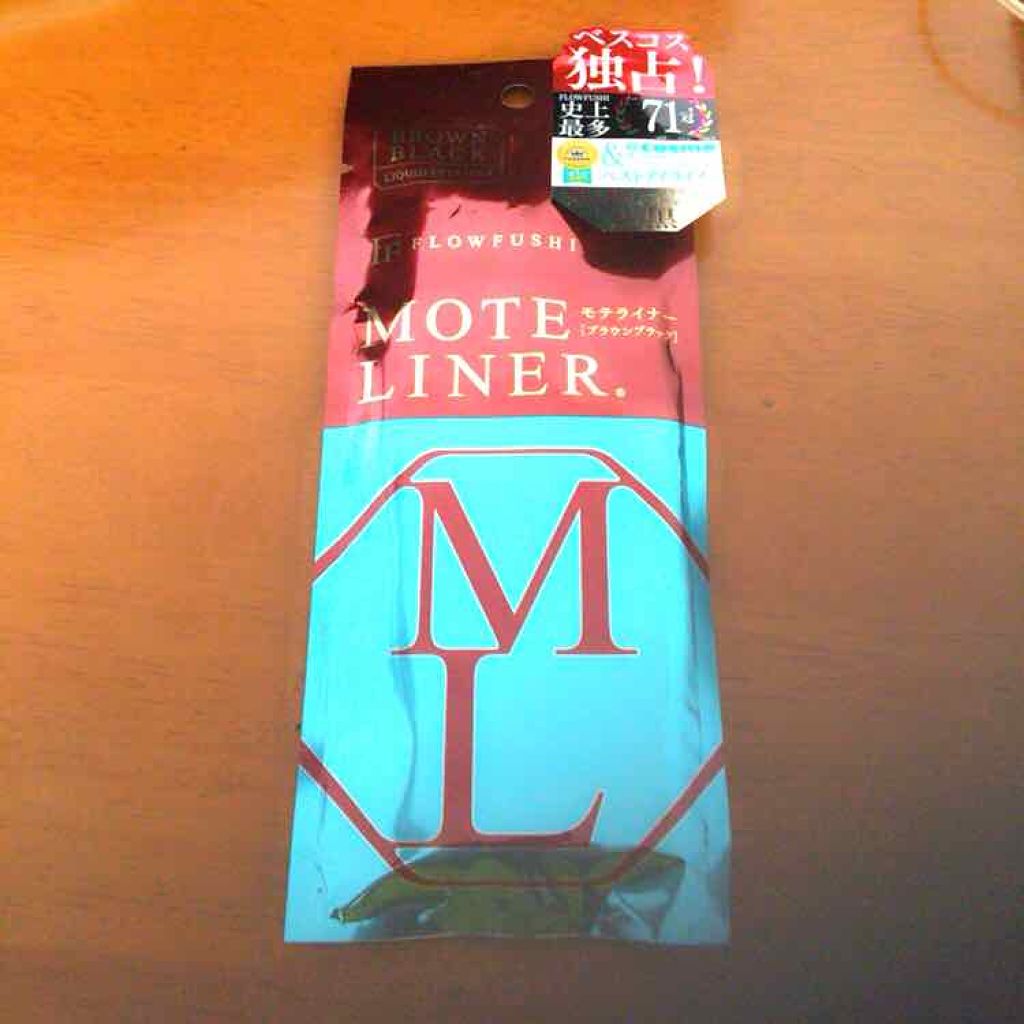 ベスコス
独占!
FLOWFUSHI
史上
最多
71
&
BROWN
BLACK
FLOWFUSHI
MOTE
LINER.
モテライナー
[ブラウンブラック]
ML